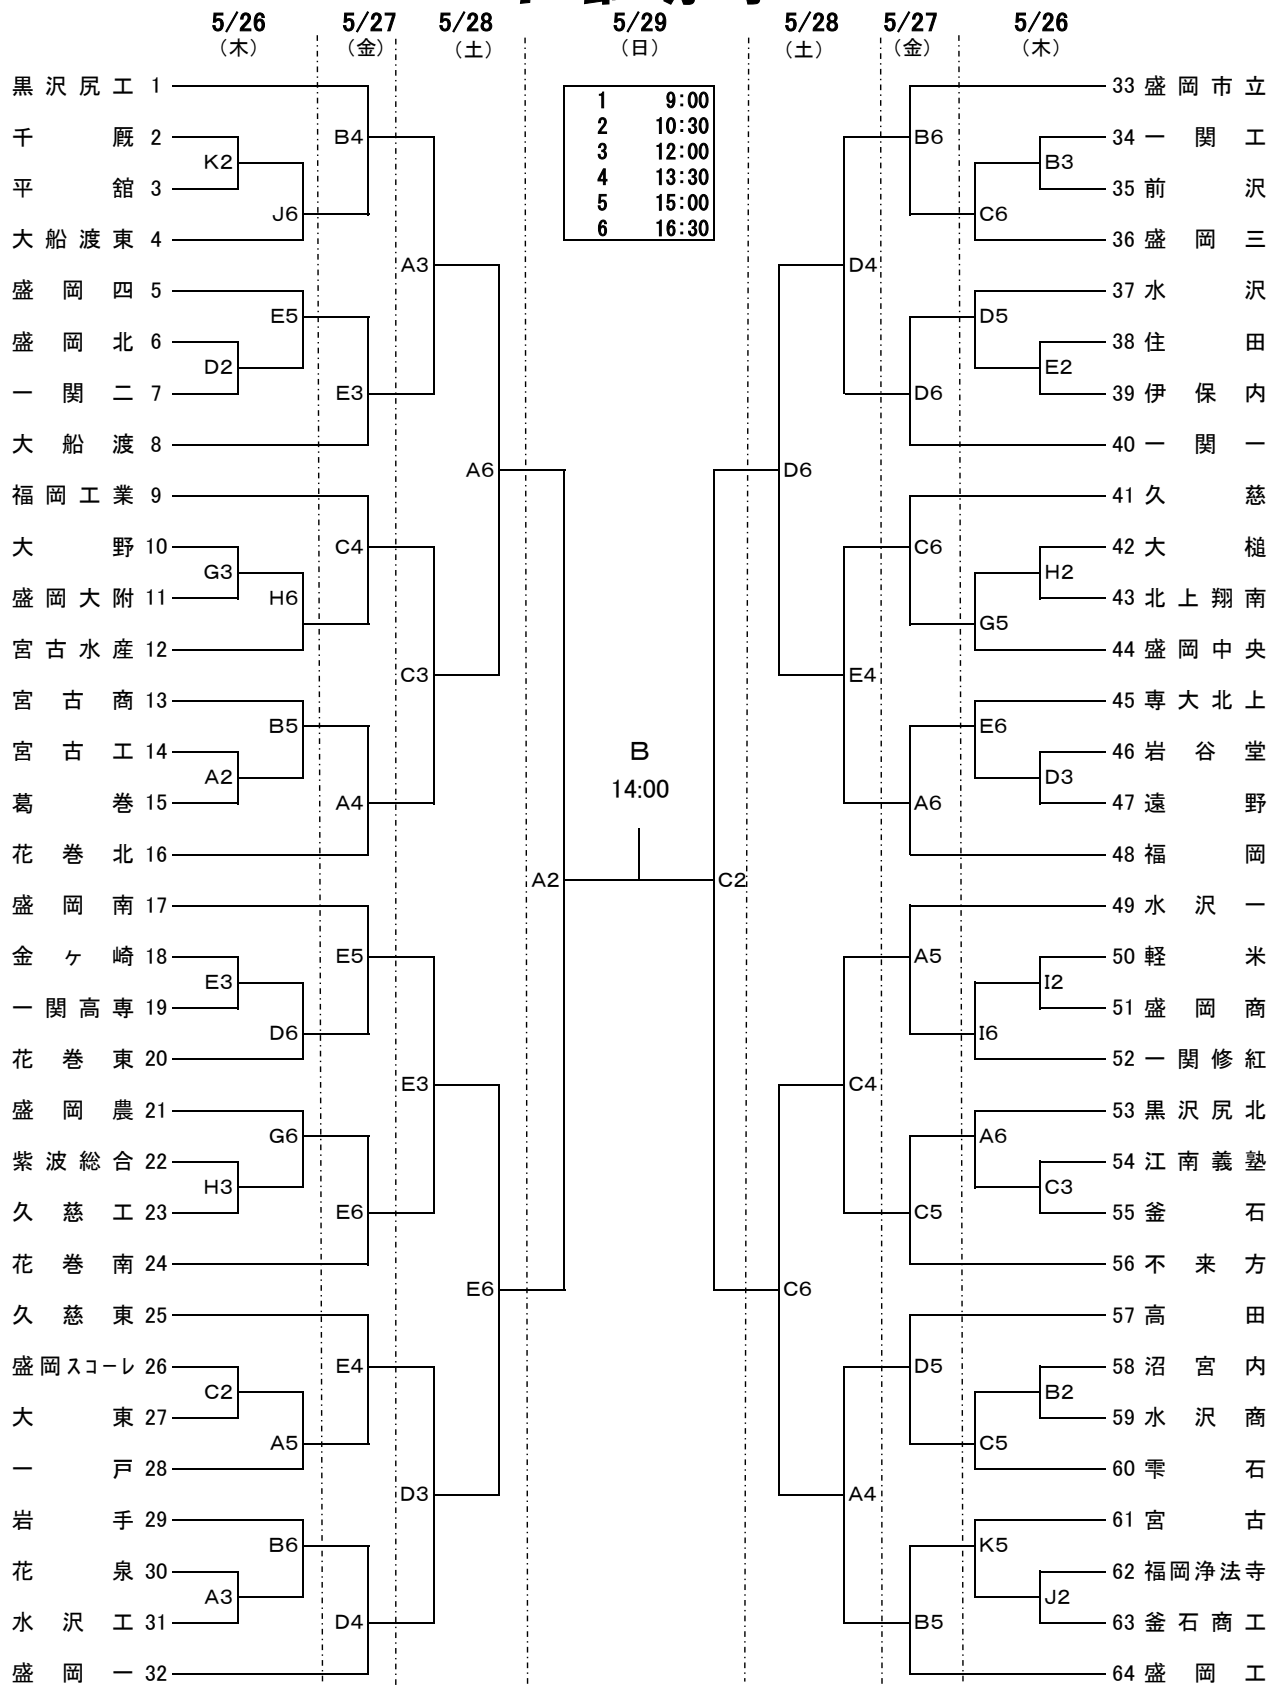 5/26 5/27 5/28 5/29 5/28 5/27 5/26
(木) (金) (土) (日) (土) (金) (木)
1 9:00
2 10:30
3 12:00
4 13:30
5 15:00
6 16:30
黒沢尻工 1
千厩 2
平舘 3
大船渡東 4
盛岡四 5
盛岡北 6
一関二 7
大船渡 8
福岡工業 9
大野 10
盛岡大附 11
宮古水産 12
宮古商 13
宮古工 14
葛巻 15
花巻北 16
盛岡南 17
金ヶ崎 18
一関高専 19
花巻東 20
盛岡農 21
紫波総合 22
久慈工 23
花巻南 24
久慈東 25
盛岡スコーレ 26
大東 27
一戸 28
岩手 29
花泉 30
水沢工 31
盛岡一 32
K2
D2
G3
A2
E3
H3
C2
A3
J6
E5
H6
B5
D6
G6
A5
B6
B4
E3
C4
A4
E5
E6
E4
D4
A3
C3
E3
D3
A6
E6
A2
B
14:00
C2
D6
C6
D4
E4
C4
A4
B6
D6
C6
A6
A5
C5
D5
B5
C6
D5
G5
E6
I6
A6
C5
K5
B3
E2
H2
D3
I2
C3
B2
J2
33 盛岡市立
34 一関工
35 前沢
36 盛岡三
37 水沢
38 住田
39 伊保内
40 一関一
41 久慈
42 大槌
43 北上翔南
44 盛岡中央
45 専大北上
46 岩谷堂
47 遠野
48 福岡
49 水沢一
50 軽米
51 盛岡商
52 一関修紅
53 黒沢尻北
54 江南義塾
55 釜石
56 不来方
57 高田
58 沼宮内
59 水沢商
60 雫石
61 宮古
62 福岡浄法寺
63 釜石商工
64 盛岡工